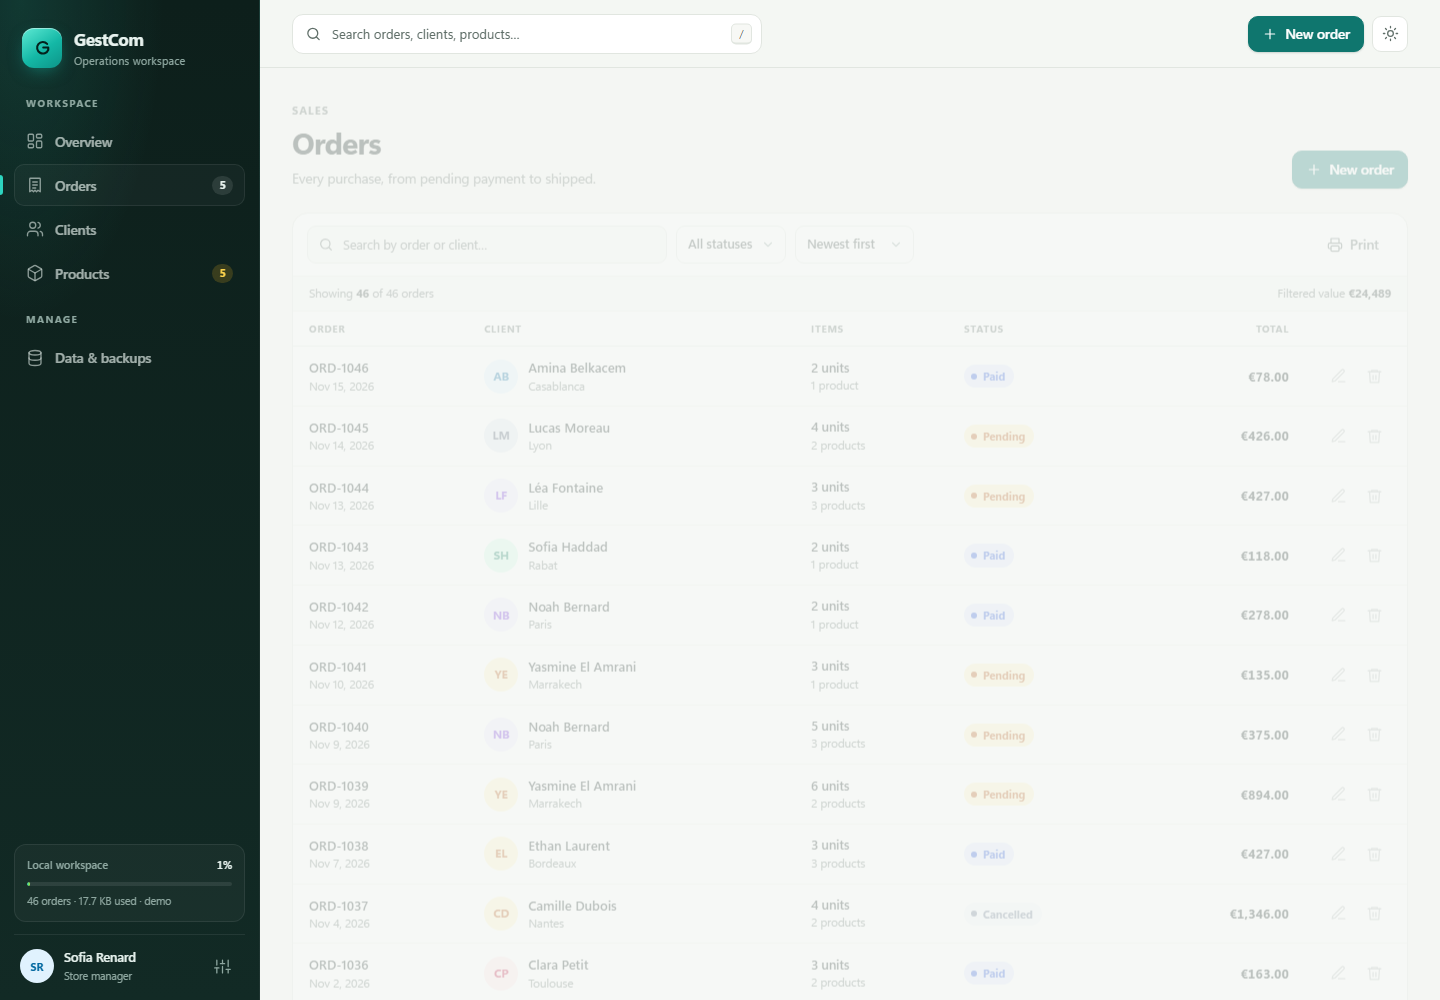 G
GestCom
Operations workspace
WORKSPACE
Overview
Orders 5
Clients
Products 5
MANAGE
Data & backups
Local workspace 1%
46 orders · 17.7 KB used · demo
SR
Sofia Renard
Store manager
Search orders, clients, products... /
New order
SALES
Orders
Every purchase, from pending payment to shipped.
New order
Search by order or client...
All statuses
Newest first
Print
Showing 46 of 46 orders
Filtered value €24,489
ORDER CLIENT ITEMS STATUS TOTAL
ORD-1046 AB Amina Belkacem 2 units Paid €78.00
Nov 15, 2026 Casablanca 1 product
ORD-1045 LM Lucas Moreau 4 units Pending €426.00
Nov 14, 2026 Lyon 2 products
ORD-1044 LF Léa Fontaine 3 units Pending €427.00
Nov 13, 2026 Lille 3 products
ORD-1043 SH Sofia Haddad 2 units Paid €118.00
Nov 13, 2026 Rabat 1 product
ORD-1042 NB Noah Bernard 2 units Paid €278.00
Nov 12, 2026 Paris 1 product
ORD-1041 YE Yasmine El Amrani 3 units Pending €135.00
Nov 10, 2026 Marrakech 1 product
ORD-1040 NB Noah Bernard 5 units Pending €375.00
Nov 9, 2026 Paris 3 products
ORD-1039 YE Yasmine El Amrani 6 units Pending €894.00
Nov 9, 2026 Marrakech 2 products
ORD-1038 EL Ethan Laurent 3 units Paid €427.00
Nov 7, 2026 Bordeaux 3 products
ORD-1037 CD Camille Dubois 4 units Cancelled €1,346.00
Nov 4, 2026 Nantes 2 products
ORD-1036 CP Clara Petit 3 units Paid €163.00
Nov 2, 2026 Toulouse 2 products